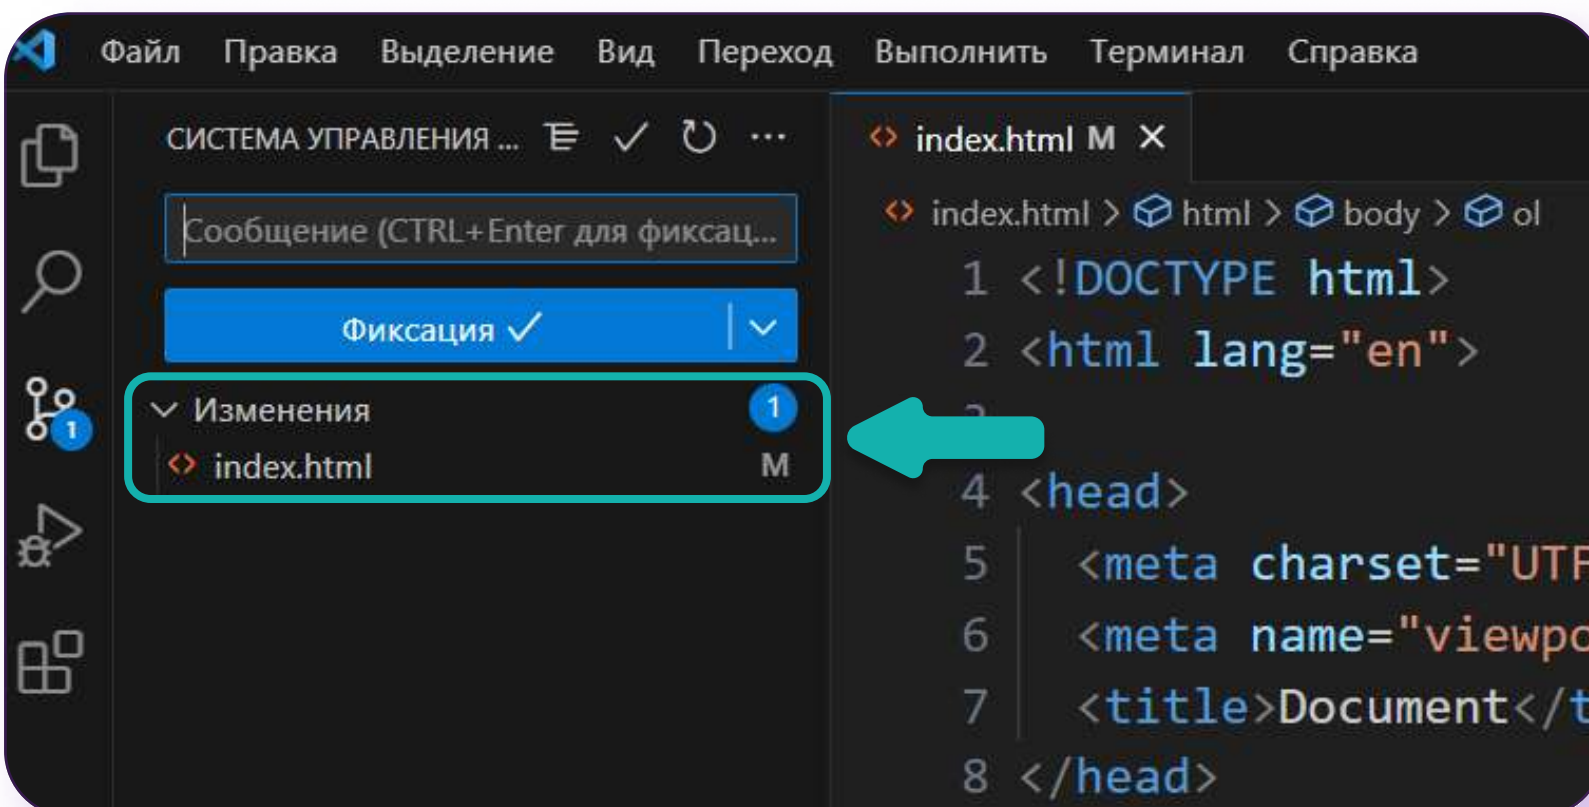 Файл Правка Выделение Вид Переход Выполнить Терминал Справка
СИСТЕМА УПРАВЛЕНИЯ ...
Сообщение (CTRL+Enter для фиксац...
Фиксация
Изменения 1
index.html M
1
index.html M
index.html > html > body > ol
1 <!DOCTYPE html>
2 <html lang="en">
4 <head>
5 <meta charset="UTF
6 <meta name="viewpo
7 <title>Document</t
8 </head>